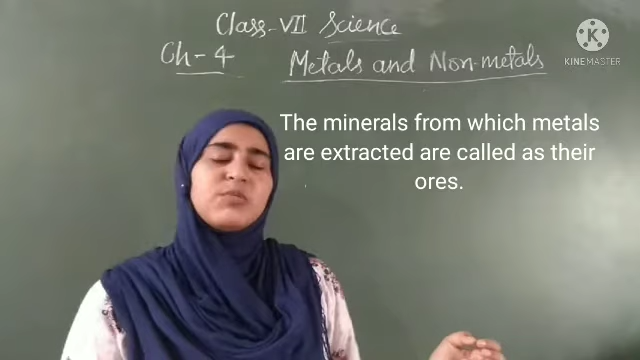 Class-VII Science
Ch-4 Metals and Non-metals
K
KINEMASTER
The minerals from which metals
are extracted are called as their
ores.